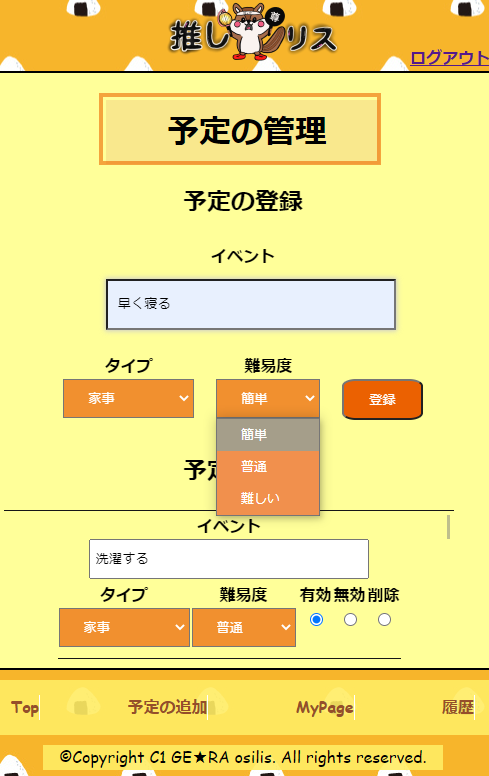 推しノリス
尊
ログアウト
予定の管理
予定の登録
イベント
早く寝る
タイプ 難易度
家事 簡単 登録
簡単
普通
難しい
予定
イベント
洗濯する
タイプ 難易度 有効 無効 削除
家事 普通
Top 予定の追加 MyPage 履歴
©Copyright C1 GE★RA osilis. All rights reserved.